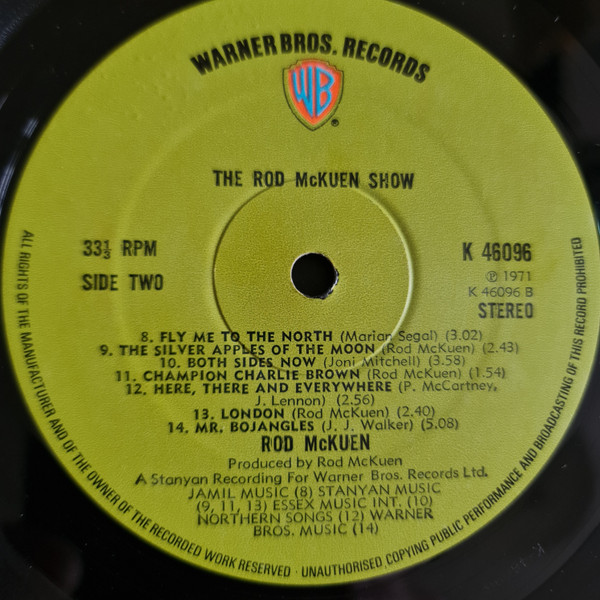 WARNER BROS. RECORDS
WB
®
THE ROD McKUEN SHOW
33⅓ RPM
SIDE TWO
K 46096
℗ 1971
K 46096 B
STEREO
8. FLY ME TO THE NORTH (Marian Segal) (3.02)
9. THE SILVER APPLES OF THE MOON (Rod McKuen) (2.43)
10. BOTH SIDES NOW (Joni Mitchell) (3.58)
11. CHAMPION CHARLIE BROWN (Rod McKuen) (1.54)
12. HERE, THERE AND EVERYWHERE (P. McCartney,
J. Lennon) (2.56)
13. LONDON (Rod McKuen) (2.40)
14. MR. BOJANGLES (J. J. Walker) (5.08)
ROD McKUEN
Produced by Rod McKuen
A Stanyan Recording For Warner Bros. Records Ltd.
JAMIL MUSIC (8) STANYAN MUSIC
(9, 11, 13) ESSEX MUSIC INT. (10)
NORTHERN SONGS (12) WARNER
BROS. MUSIC (14)
ALL RIGHTS OF THE MANUFACTURER AND OF THE OWNER OF THE RECORDED WORK RESERVED · UNAUTHORISED COPYING PUBLIC PERFORMANCE AND BROADCASTING OF THIS RECORD PROHIBITED